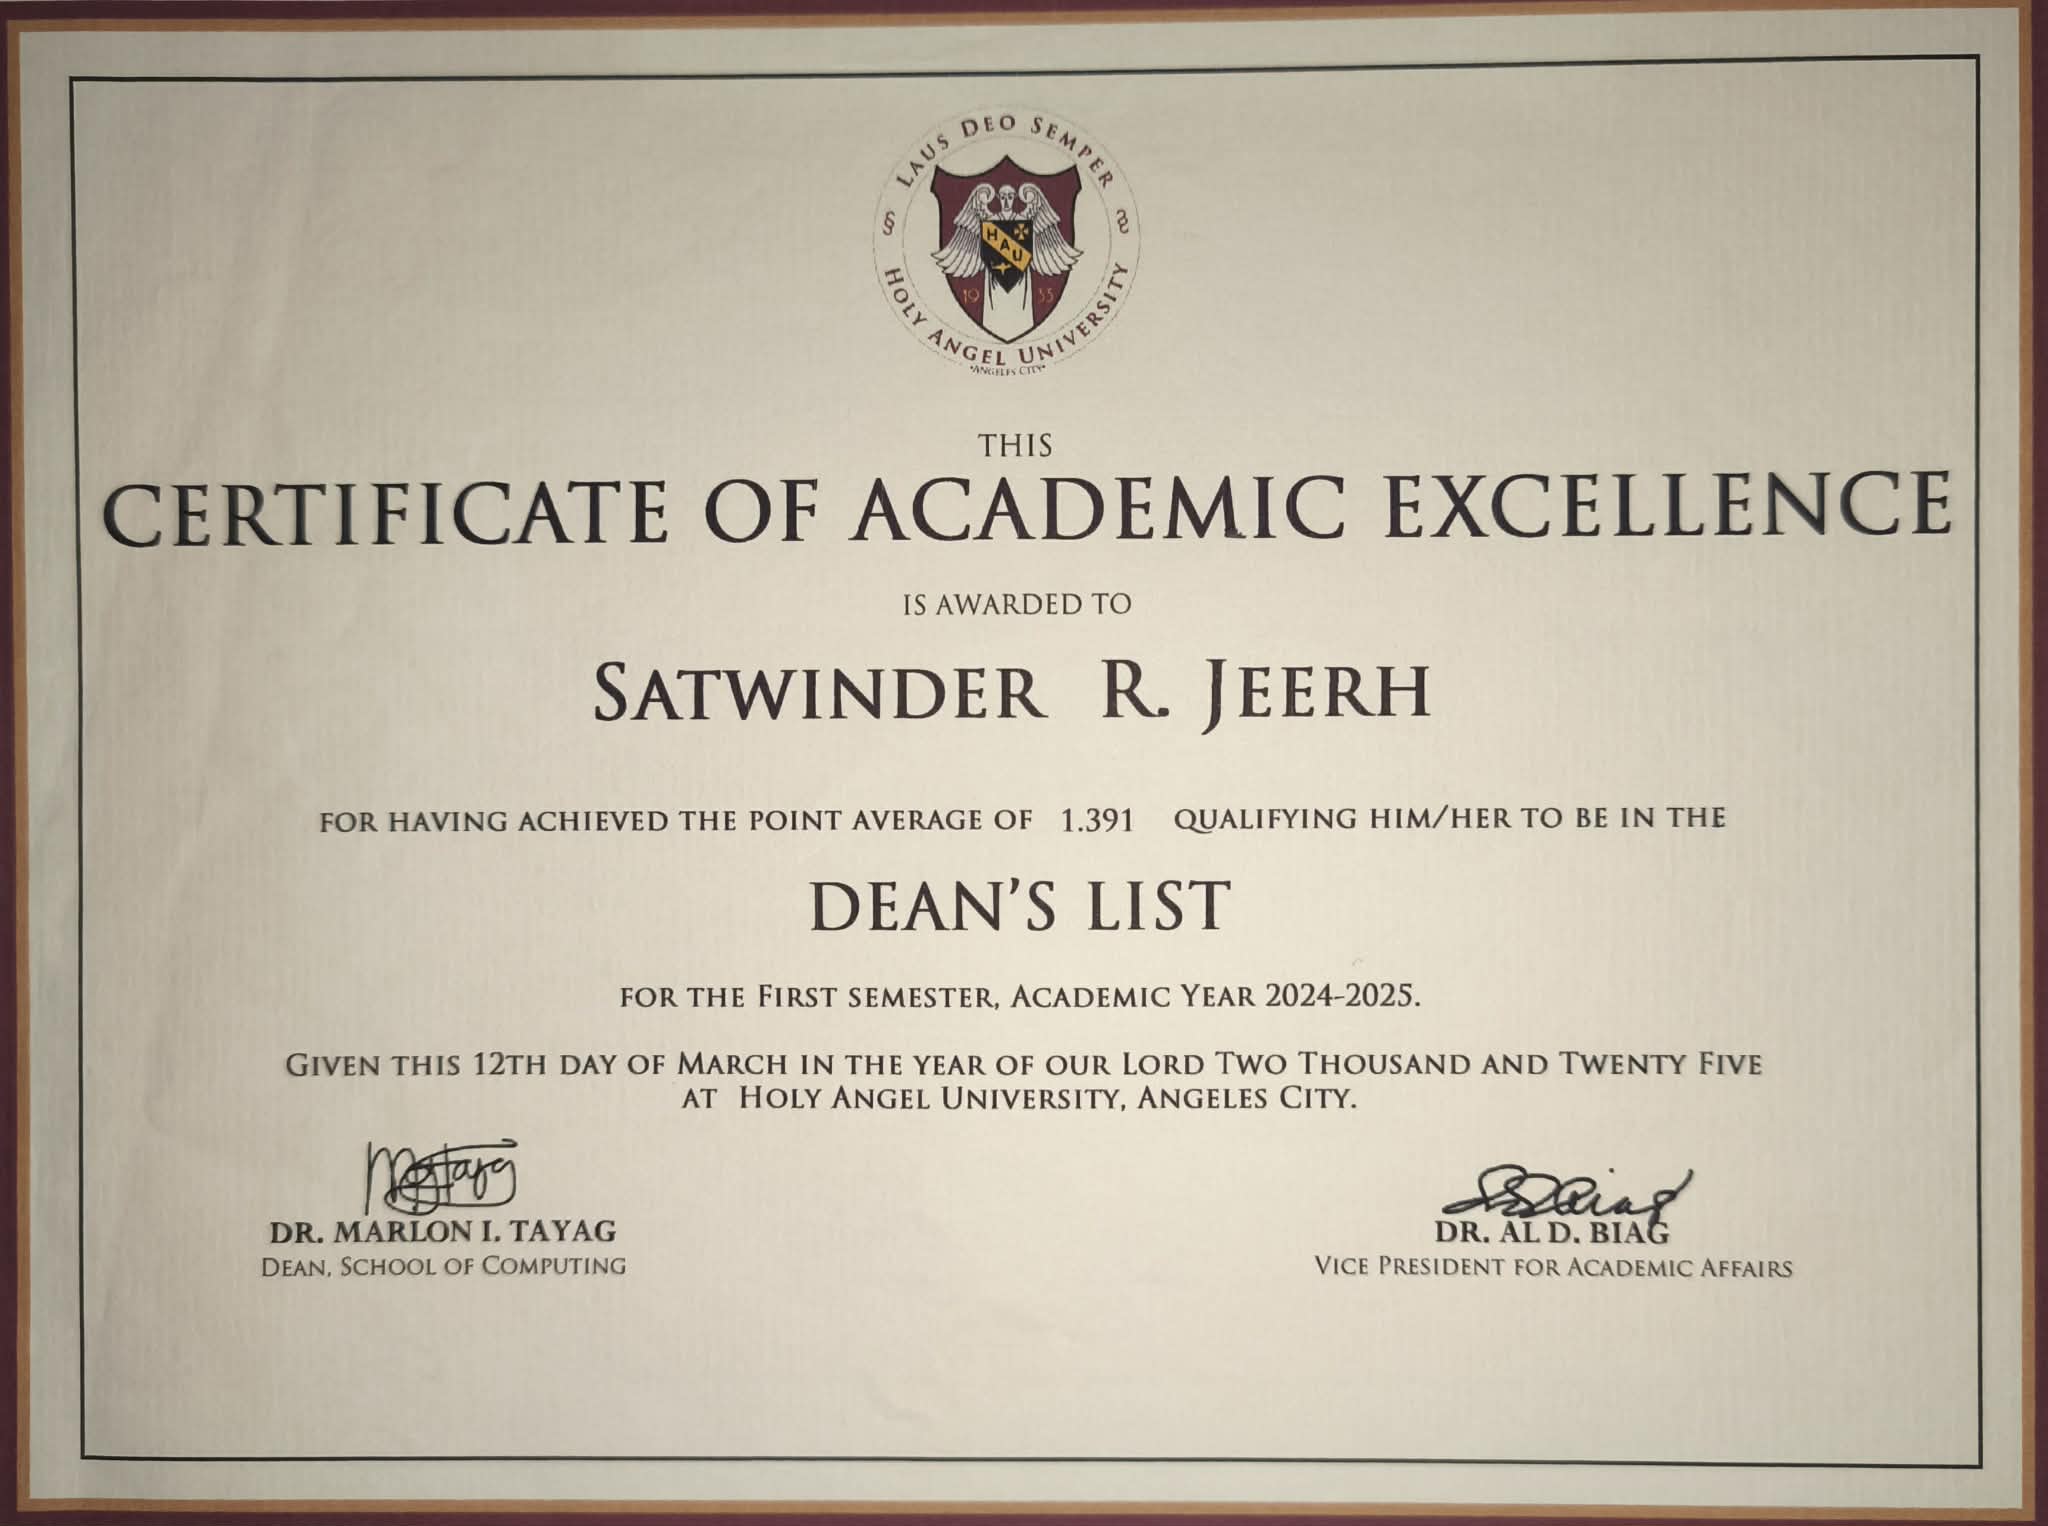 LAUS DEO SEMPER
HAU
1933
HOLY ANGEL UNIVERSITY
•ANGELES CITY•
THIS
CERTIFICATE OF ACADEMIC EXCELLENCE
IS AWARDED TO
SATWINDER R. JEERH
FOR HAVING ACHIEVED THE POINT AVERAGE OF 1.391 QUALIFYING HIM/HER TO BE IN THE
DEAN'S LIST
FOR THE FIRST SEMESTER, ACADEMIC YEAR 2024-2025.
GIVEN THIS 12TH DAY OF MARCH IN THE YEAR OF OUR LORD TWO THOUSAND AND TWENTY FIVE
AT HOLY ANGEL UNIVERSITY, ANGELES CITY.
DR. MARLON I. TAYAG
DEAN, SCHOOL OF COMPUTING
DR. AL D. BIAG
VICE PRESIDENT FOR ACADEMIC AFFAIRS